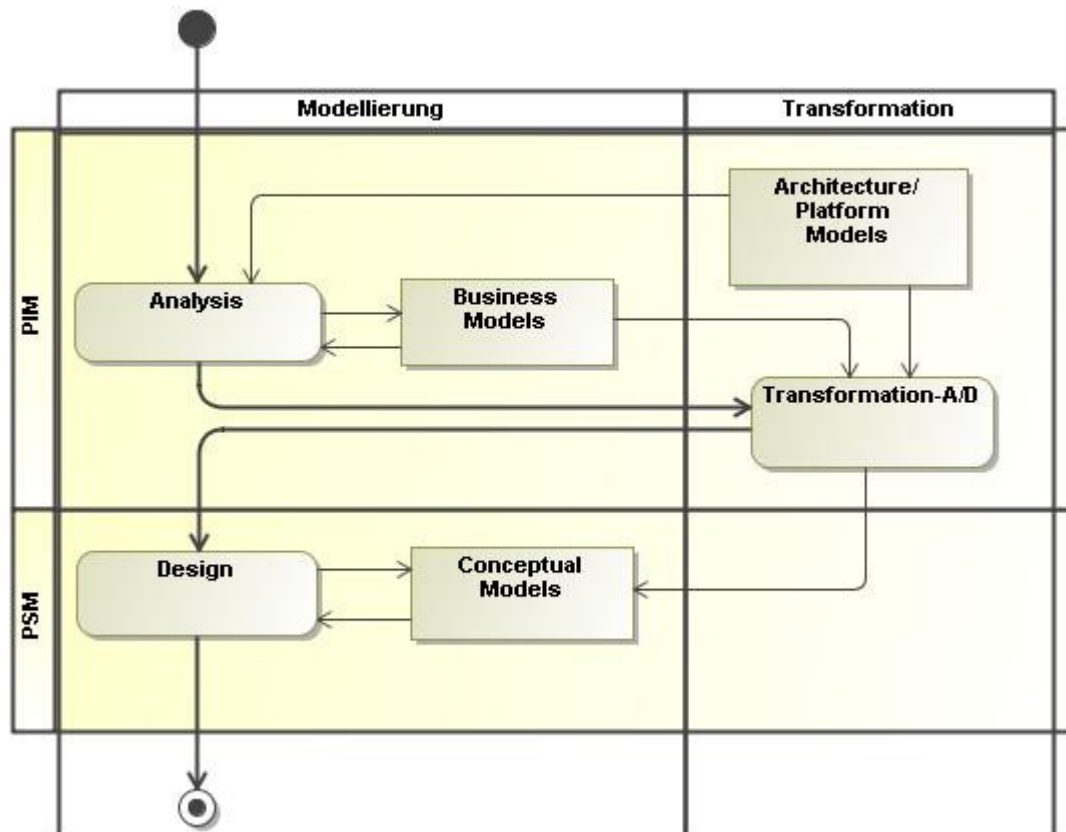 Modellierung
Transformation
PIM
Architecture/
Platform
Models
Analysis
Business
Models
Transformation-A/D
PSM
Design
Conceptual
Models